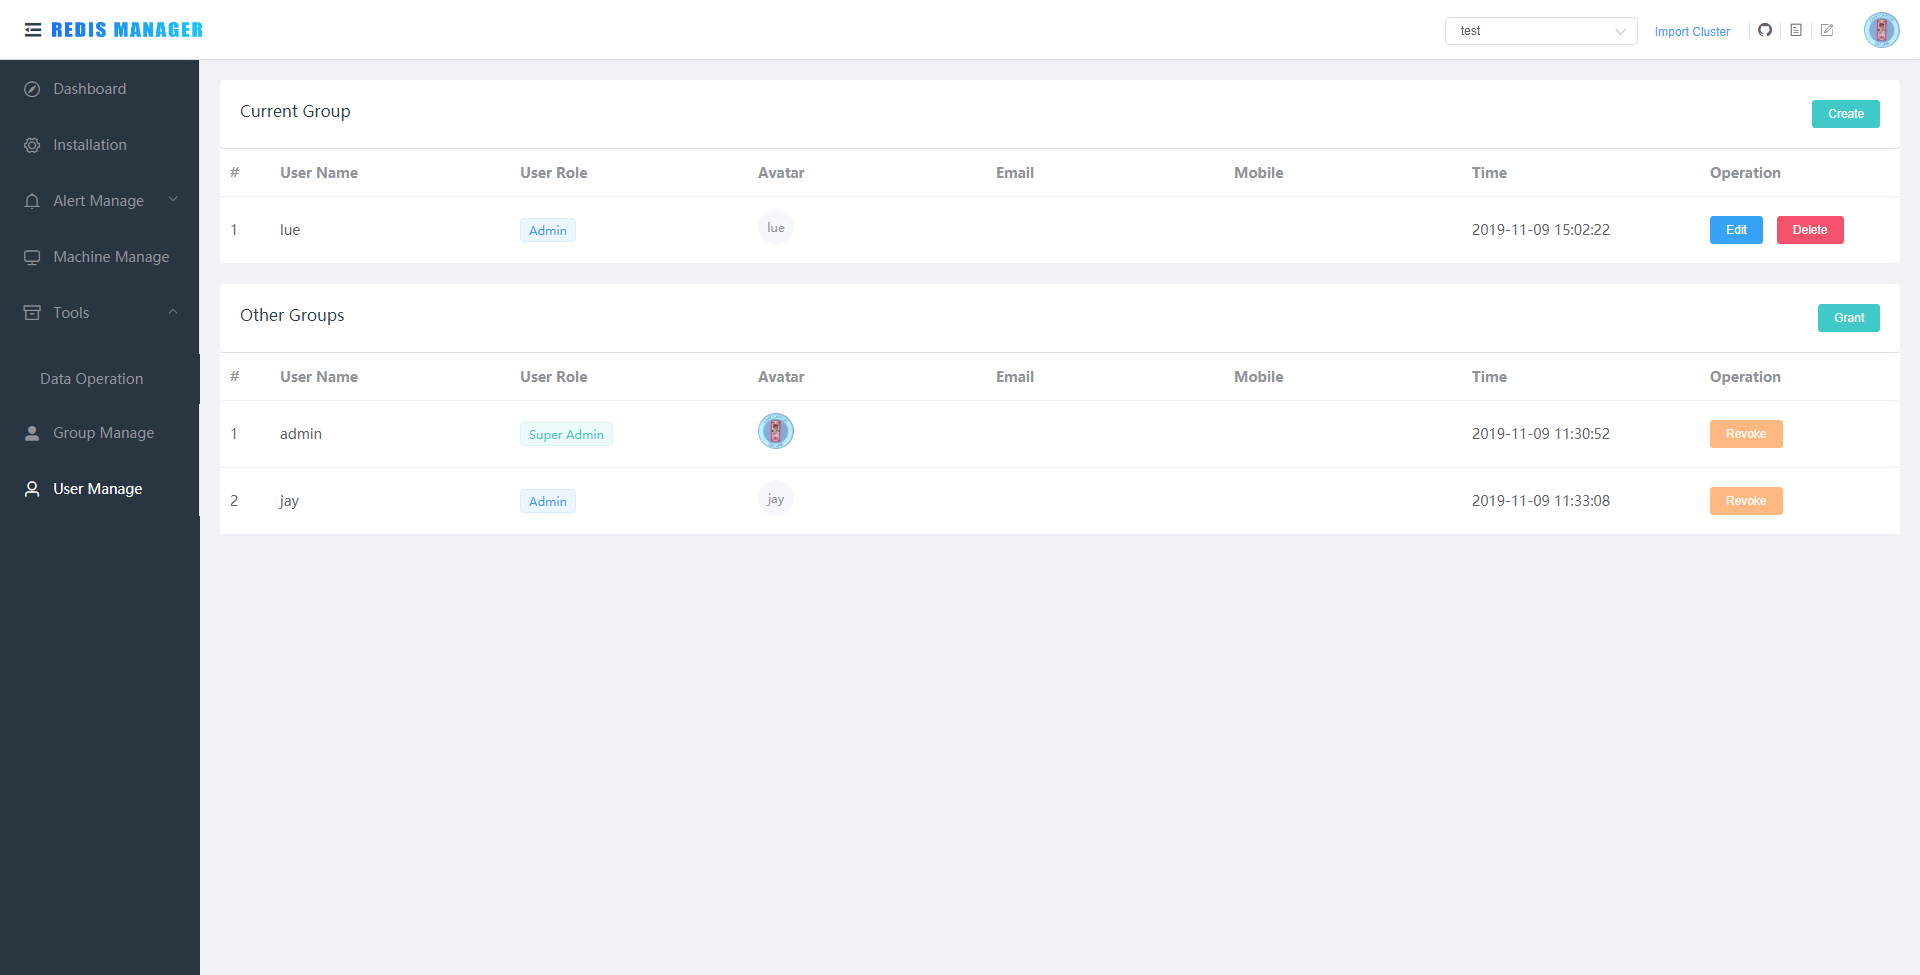 REDIS MANAGER
test
Import Cluster
Dashboard
Installation
Alert Manage
Machine Manage
Tools
Data Operation
Group Manage
User Manage
Current Group
Create
# User Name User Role Avatar Email Mobile Time Operation
1 lue Admin lue 2019-11-09 15:02:22 Edit Delete
Other Groups
Grant
# User Name User Role Avatar Email Mobile Time Operation
1 admin Super Admin 2019-11-09 11:30:52 Revoke
2 jay Admin jay 2019-11-09 11:33:08 Revoke